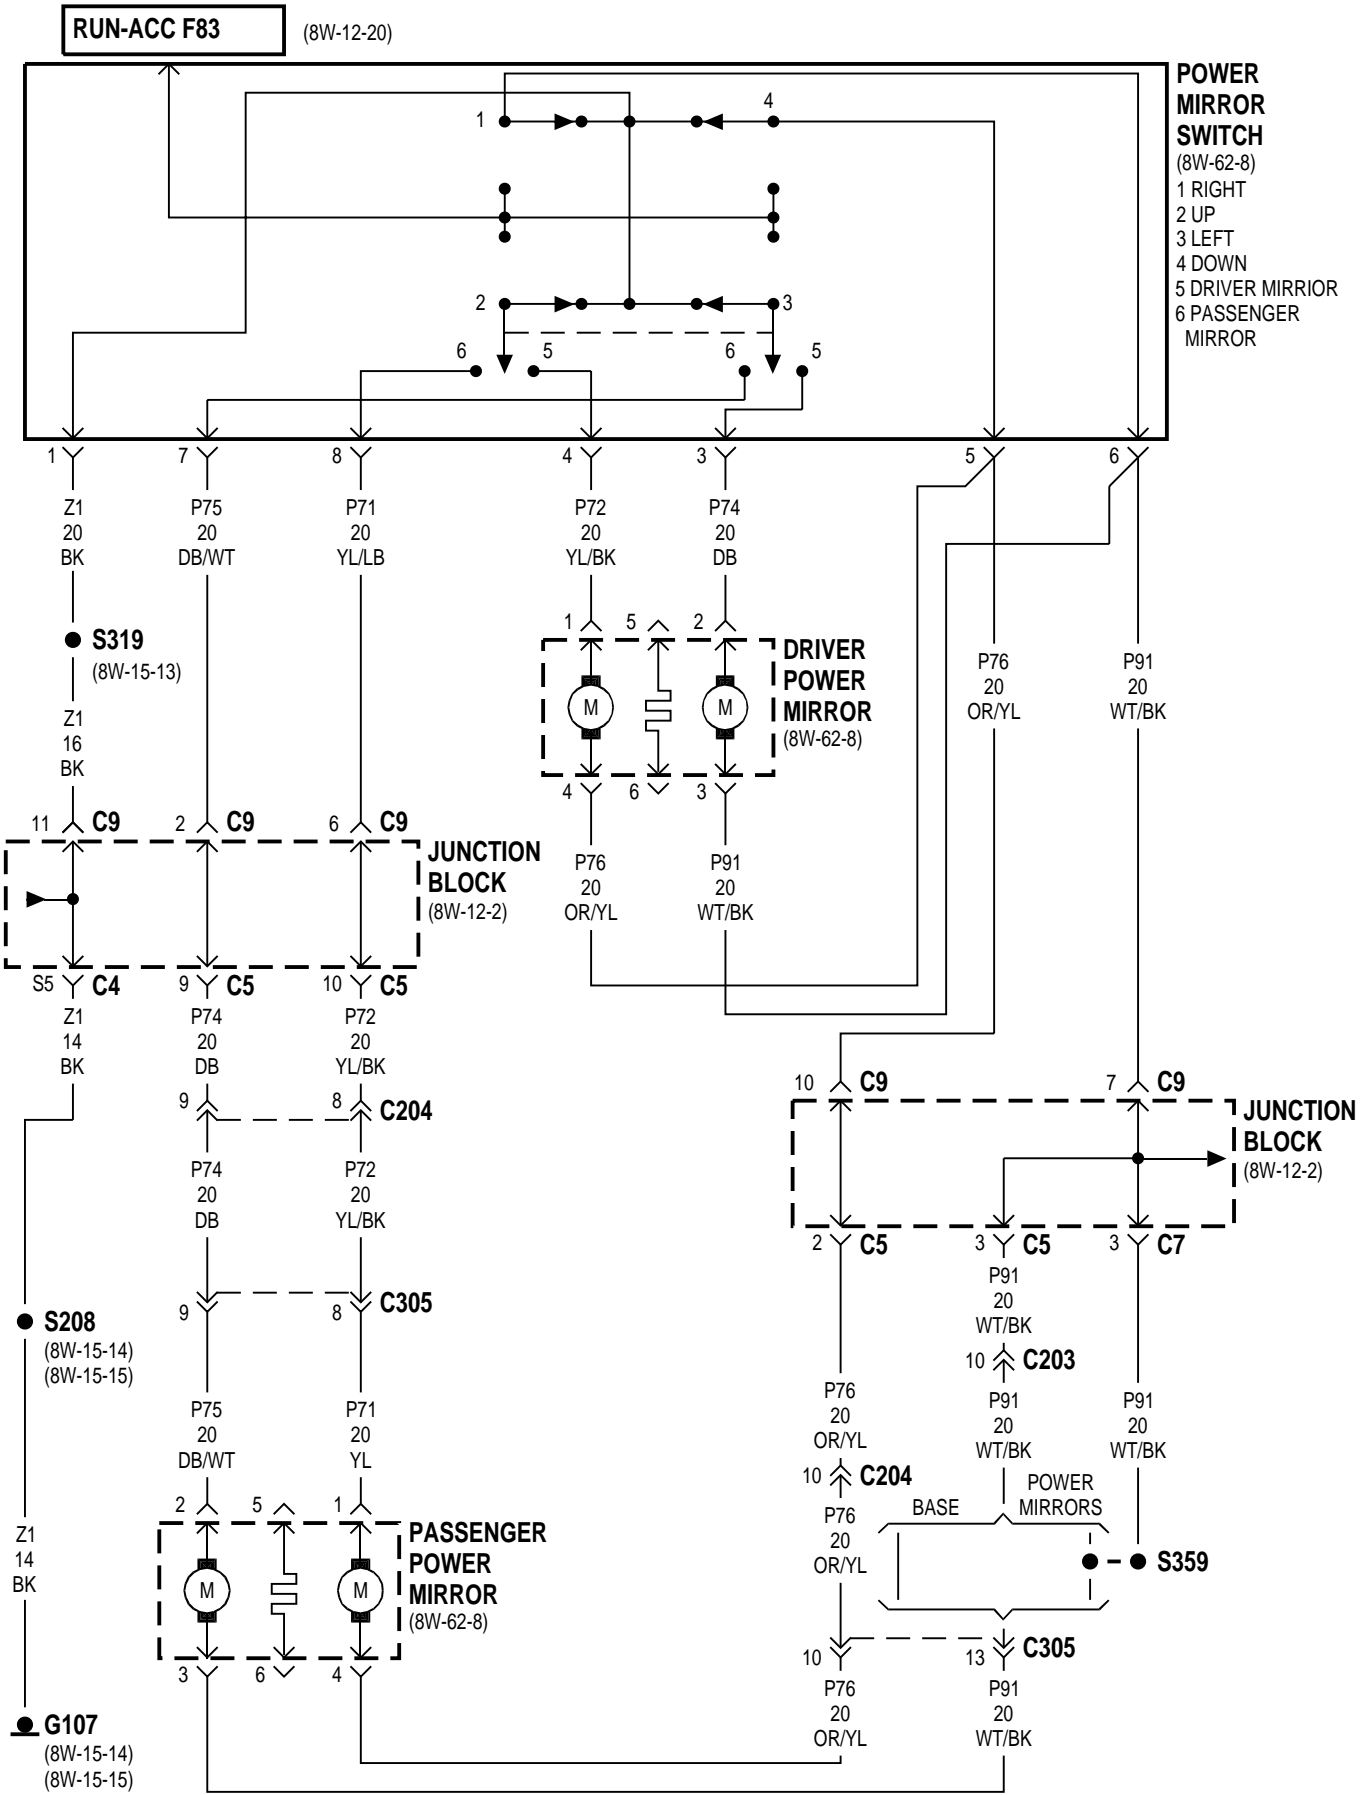 RUN-ACC F83
(8W-12-20)
POWER
MIRROR
SWITCH
(8W-62-8)
1 RIGHT
2 UP
3 LEFT
4 DOWN
5 DRIVER MIRRIOR
6 PASSENGER
MIRROR
1
4
2
3
6
5
6
5
1
7
8
4
3
5
6
Z1
20
BK
P75
20
DB/WT
P71
20
YL/LB
P72
20
YL/BK
P74
20
DB
S319
(8W-15-13)
1
5
2
DRIVER
POWER
MIRROR
(8W-62-8)
M
M
4
6
3
P76
20
OR/YL
P91
20
WT/BK
Z1
16
BK
11 C9
2 C9
6 C9
JUNCTION
BLOCK
(8W-12-2)
P76
20
OR/YL
P91
20
WT/BK
S5 C4
9 C5
10 C5
Z1
14
BK
P74
20
DB
P72
20
YL/BK
9
8
C204
10 C9
7 C9
JUNCTION
BLOCK
(8W-12-2)
P74
20
DB
P72
20
YL/BK
2 C5
3 C5
3 C7
9
8
C305
P91
20
WT/BK
S208
(8W-15-14)
(8W-15-15)
10 C203
P75
20
DB/WT
P71
20
YL
P76
20
OR/YL
P91
20
WT/BK
P91
20
WT/BK
10 C204
POWER
MIRRORS
BASE
2
5
1
PASSENGER
POWER
MIRROR
(8W-62-8)
M
M
P76
20
OR/YL
S359
Z1
14
BK
3
6
4
10
13
C305
P76
20
OR/YL
P91
20
WT/BK
G107
(8W-15-14)
(8W-15-15)